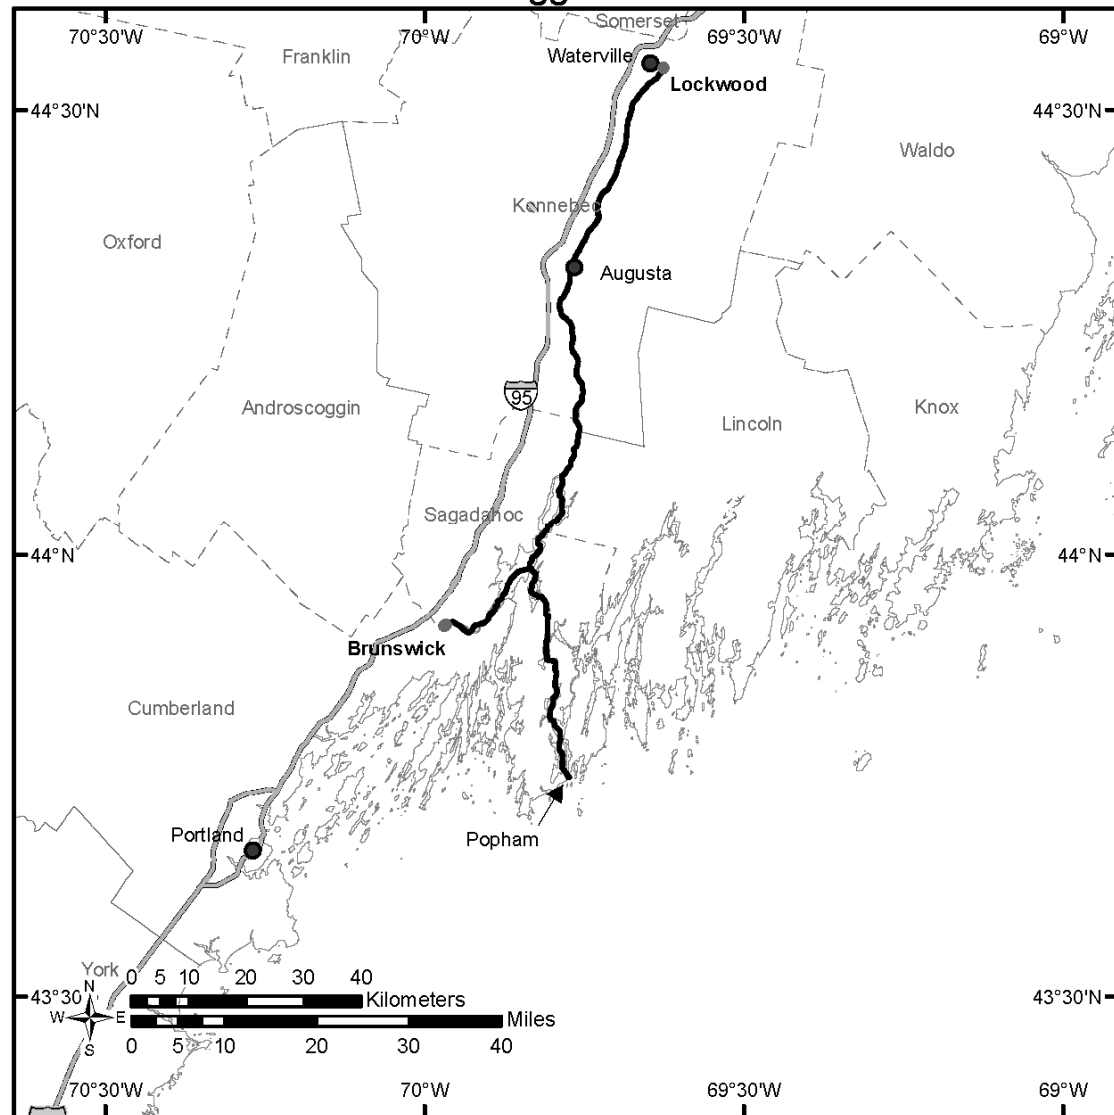 Somerset
70°30'W 70°W 69°30'W 69°W
Franklin
Waterville
Lockwood
44°30'N 44°30'N
Waldo
Kennebec
Oxford
Augusta
95
Androscoggin
Knox
Lincoln
Sagadahoc
44°N 44°N
Brunswick
Cumberland
Portland
Popham
York
N
W E
S
0 5 10 20 30 40
Kilometers
43°30 43°30'N
Miles
0 5 10 20 30 40
70°30'W 70°W 69°30'W 69°W